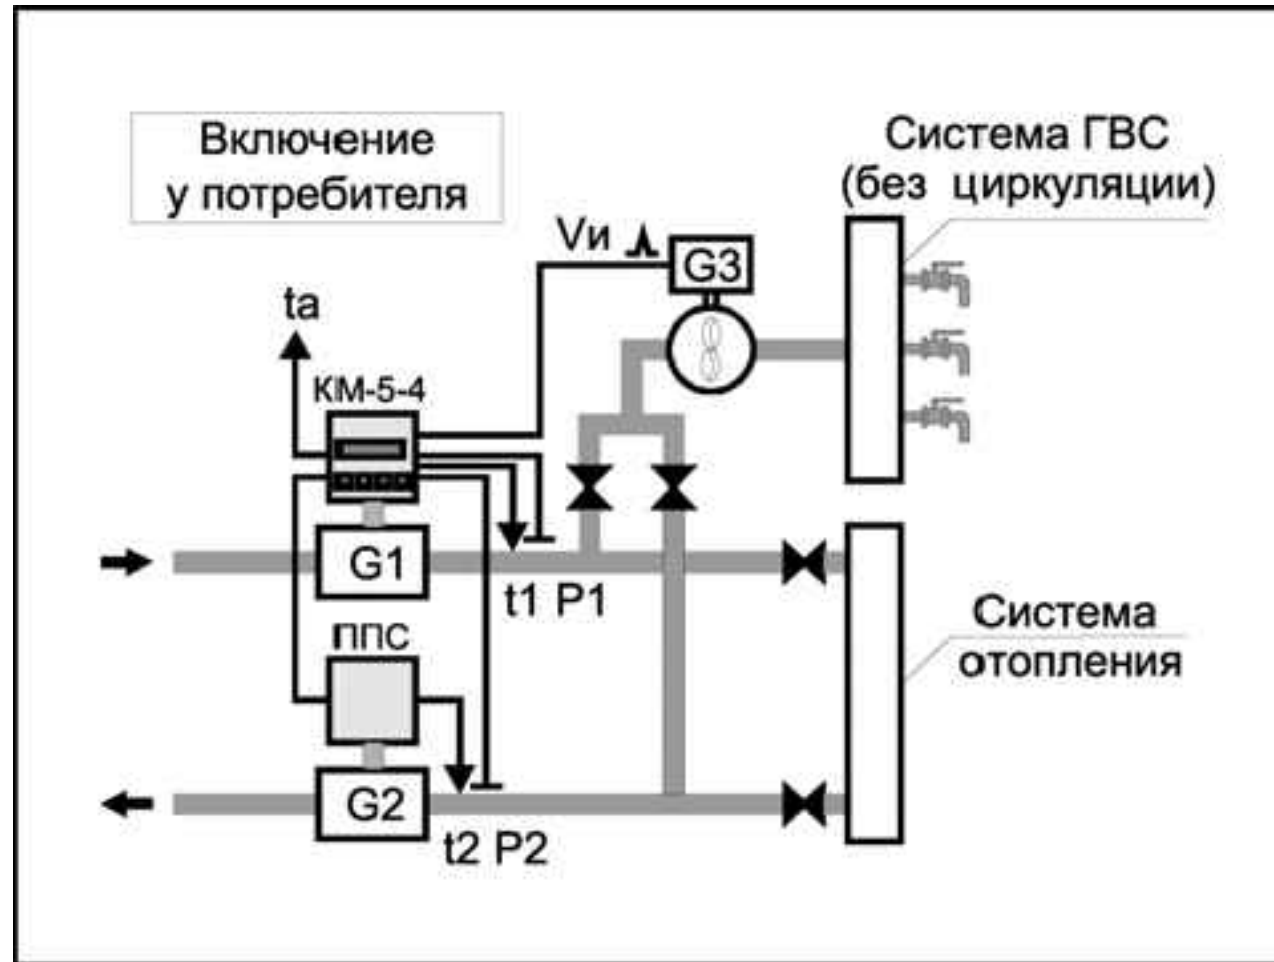 Включение
у потребителя
Система ГВС
(без циркуляции)
Vи
G3
ta
КМ-5-4
G1
t1 P1
ППС
Система
отопления
G2
t2 P2